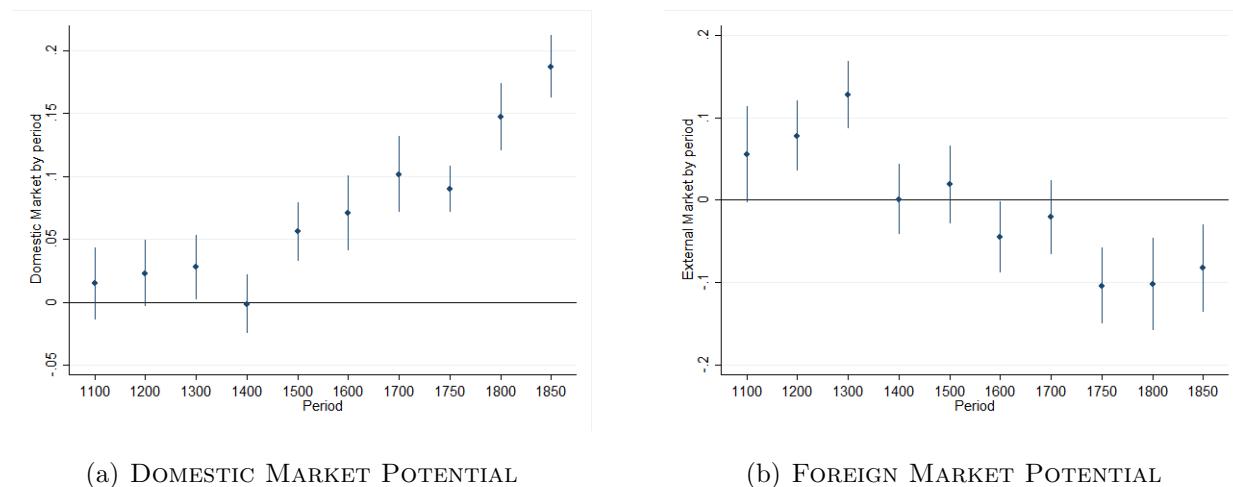 Domestic Market by period
.2
.15
.1
.05
0
-.05
1100 1200 1300 1400 1500 1600 1700 1750 1800 1850
Period
(a) DOMESTIC MARKET POTENTIAL
External Market by period
.2
.1
0
-.1
-.2
1100 1200 1300 1400 1500 1600 1700 1750 1800 1850
Period
(b) FOREIGN MARKET POTENTIAL